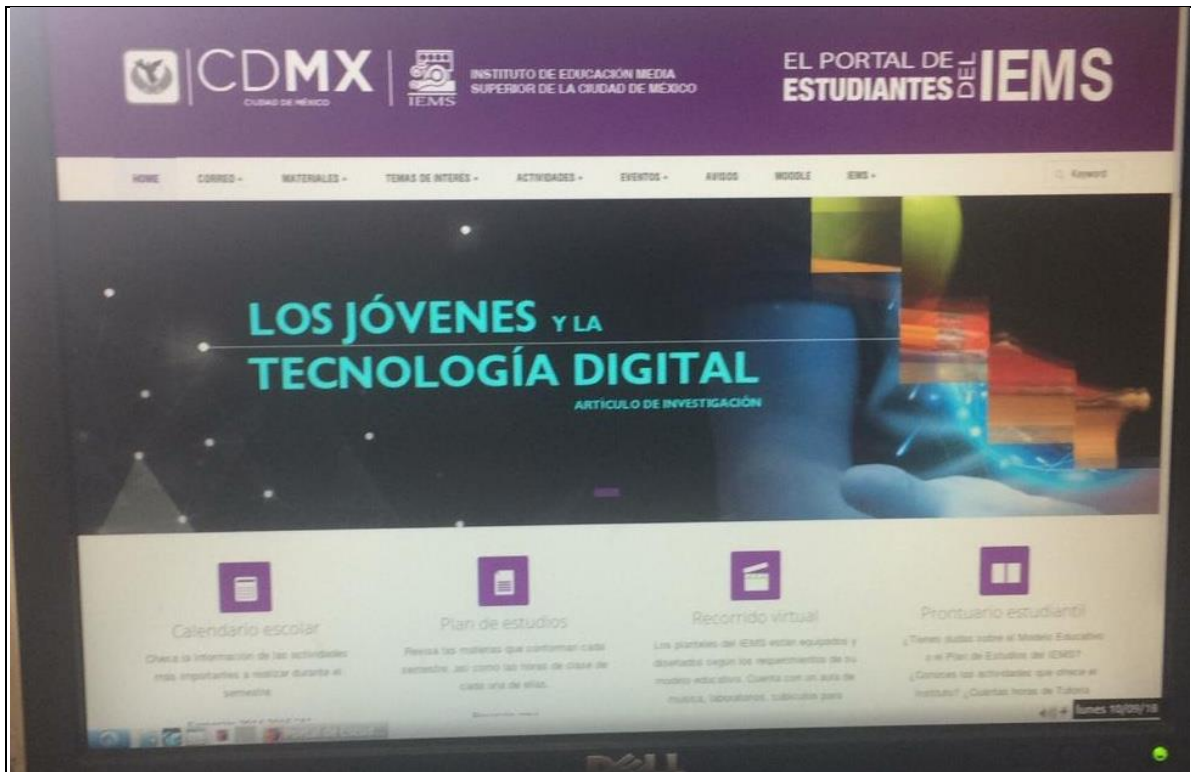 CDMX
CIUDAD DE MÉXICO
IEMS
INSTITUTO DE EDUCACIÓN MEDIA
SUPERIOR DE LA CIUDAD DE MÉXICO
EL PORTAL DE
ESTUDIANTES DEL IEMS
HOME CORREO MATERIALES TEMAS DE INTERES ACTIVIDADES EVENTOS AVISOS MOODLE IEMS Keyword
LOS JÓVENES Y LA
TECNOLOGÍA DIGITAL
ARTÍCULO DE INVESTIGACIÓN
Calendario escolar
Checa la información de las actividades
más importantes a realizar durante el
semestre
Plan de estudios
Revisa las materias que conforman cada
semestre, así como las horas de clase de
cada una de ellas.
Recorrido virtual
Los planteles del IEMS están equipados y
diseñados según los requerimientos de su
modelo educativo. Cuenta con un aula de
música, laboratorios, cubículos para
Prontuario estudiantil
¿Tienes dudas sobre el Modelo Educativo
o el Plan de Estudios del IEMS?
¿Conoces las actividades que ofrece el
Instituto? ¿Cuántas horas de Tutoría
lunes 10/09/18
DELL